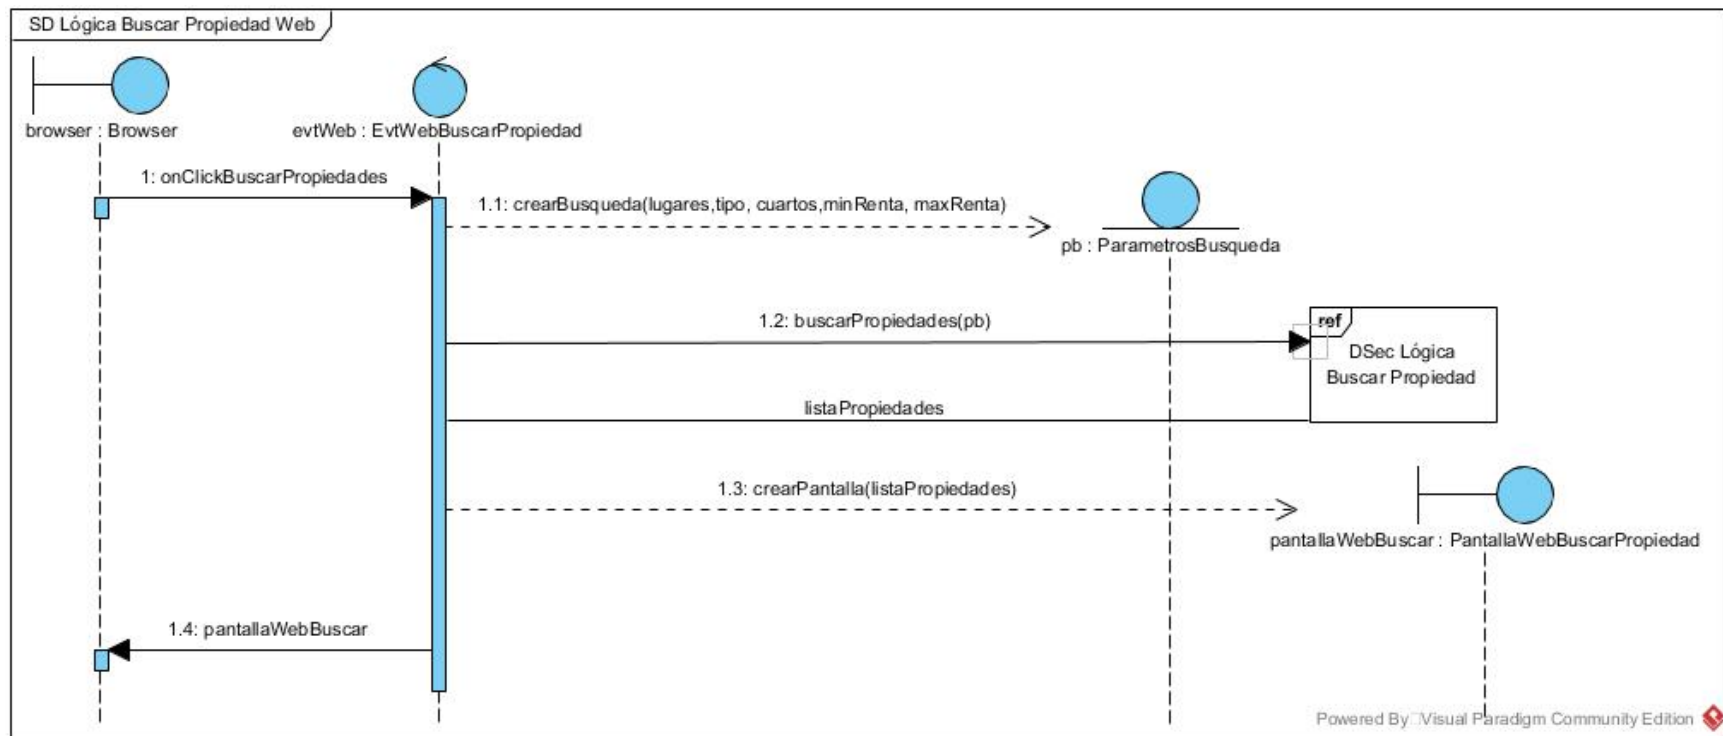 SD Lógica Buscar Propiedad Web
browser : Browser
evtWeb : EvtWebBuscarPropiedad
1: onClickBuscarPropiedades
1.1: crearBusqueda(lugares,tipo, cuartos,minRenta, maxRenta)
pb : ParametrosBusqueda
1.2: buscarPropiedades(pb)
ref
DSec Lógica
Buscar Propiedad
listaPropiedades
1.3: crearPantalla(listaPropiedades)
pantallaWebBuscar : PantallaWebBuscarPropiedad
1.4: pantallaWebBuscar
Powered By Visual Paradigm Community Edition